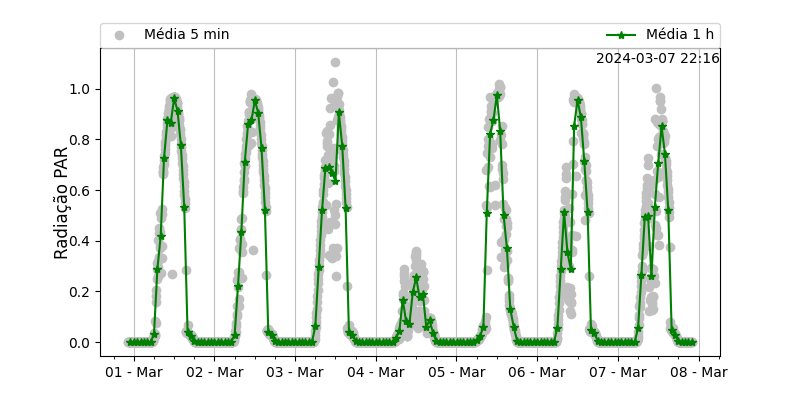 Média 5 min
Média 1 h
2024-03-07 22:16
Radiação PAR
1.0
0.8
0.6
0.4
0.2
0.0
01 - Mar
02 - Mar
03 - Mar
04 - Mar
05 - Mar
06 - Mar
07 - Mar
08 - Mar